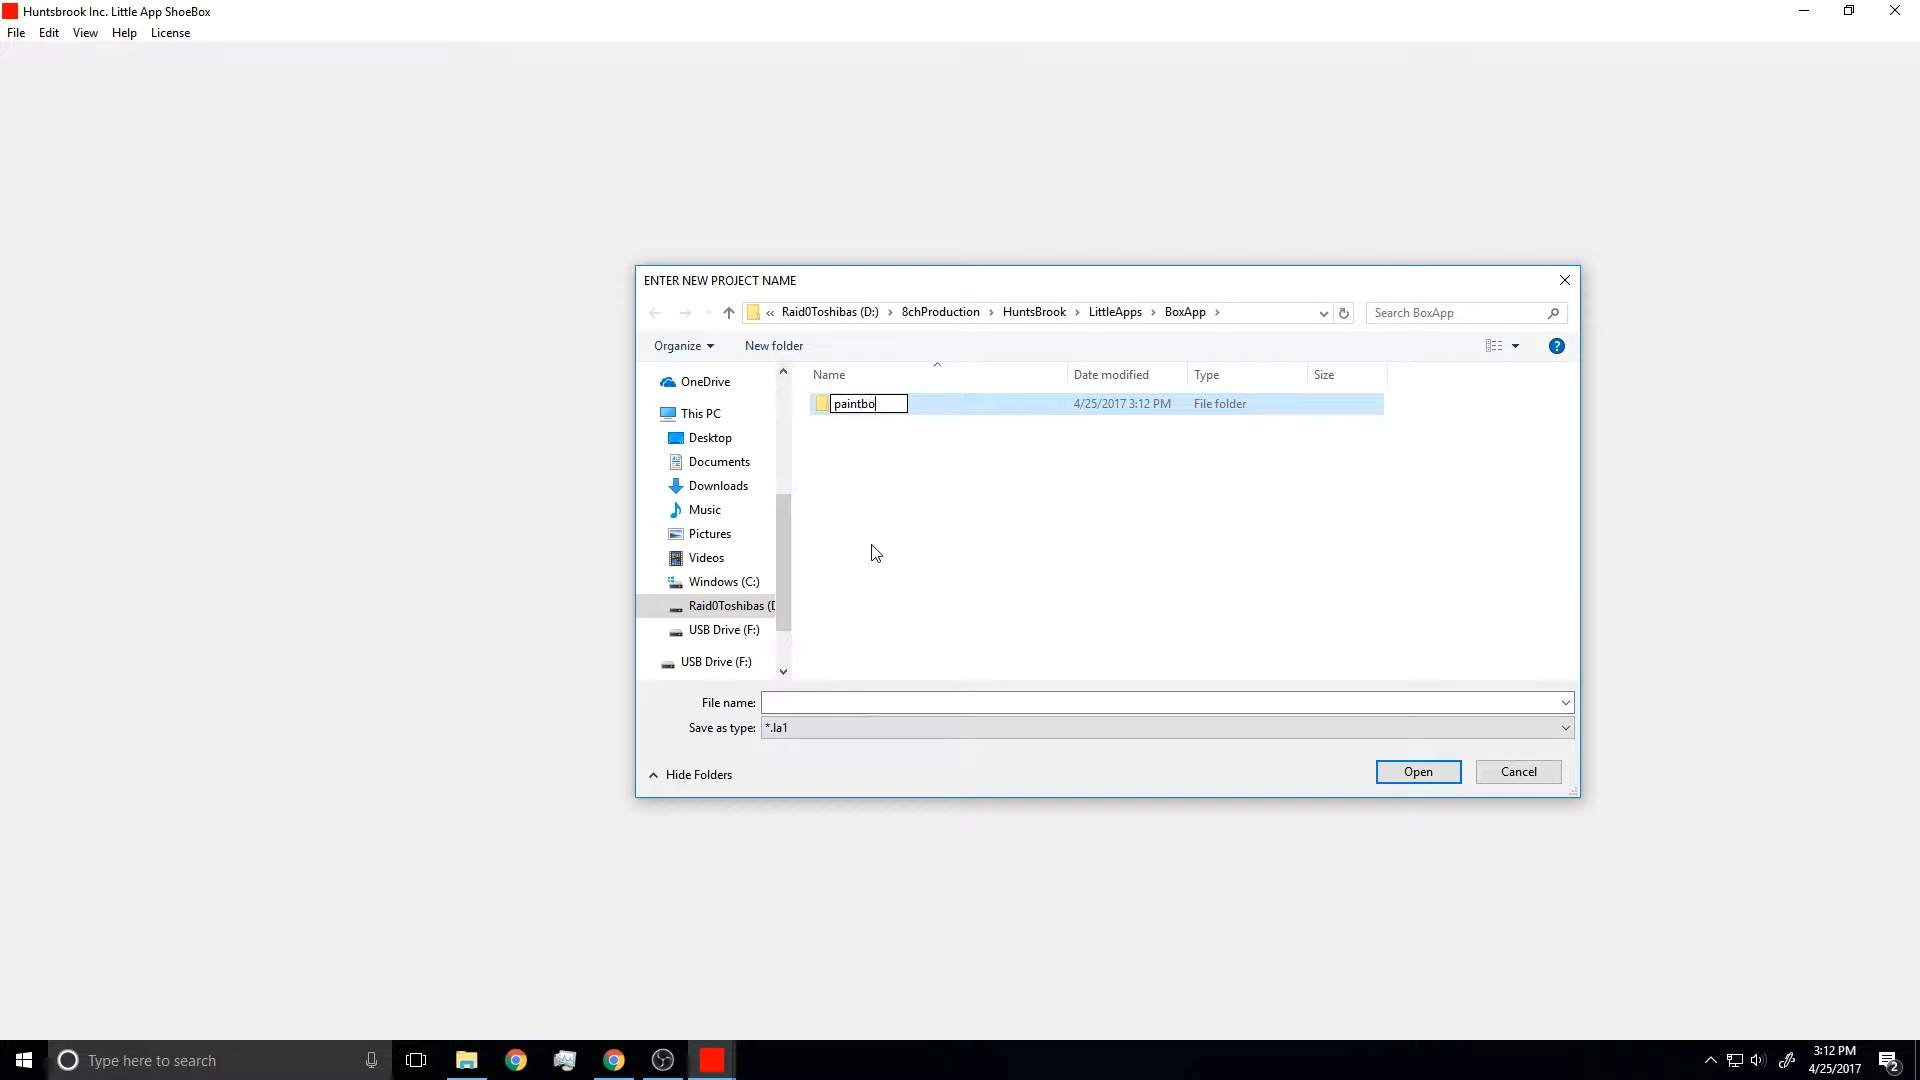 Huntsbrook Inc. Little App ShoeBox
File Edit View Help License
ENTER NEW PROJECT NAME
« Raid0Toshibas (D:) › 8chProduction › HuntsBrook › LittleApps › BoxApp ›
Search BoxApp
Organize New folder
Name Date modified Type Size
paintbo 4/25/2017 3:12 PM File folder
OneDrive
This PC
Desktop
Documents
Downloads
Music
Pictures
Videos
Windows (C:)
Raid0Toshibas (D
USB Drive (F:)
USB Drive (F:)
File name:
Save as type: *.la1
Hide Folders
Open
Cancel
Type here to search
3:12 PM
4/25/2017
2